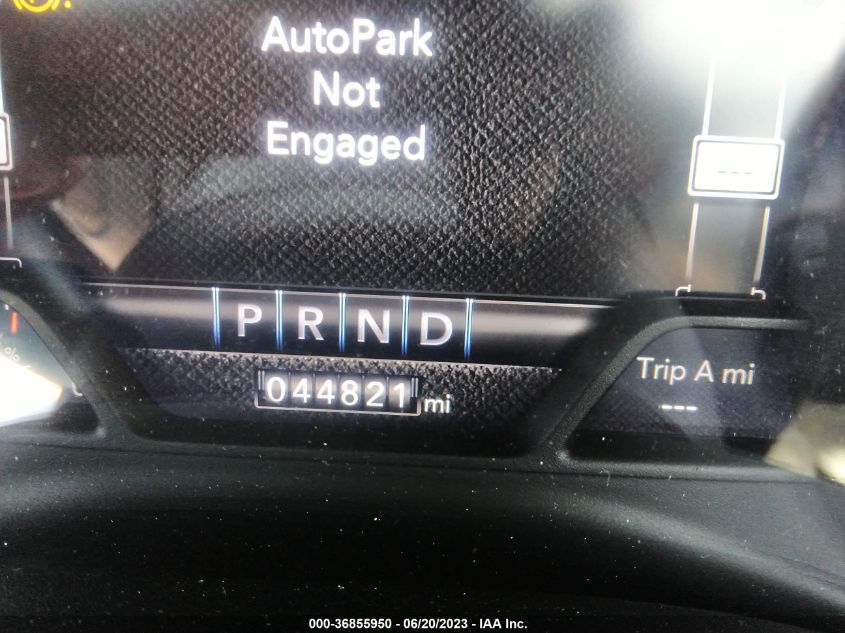 AutoPark
Not
Engaged
---
P R N D
Trip A mi
---
044821 mi
000-36855950 - 06/20/2023 - IAA Inc.